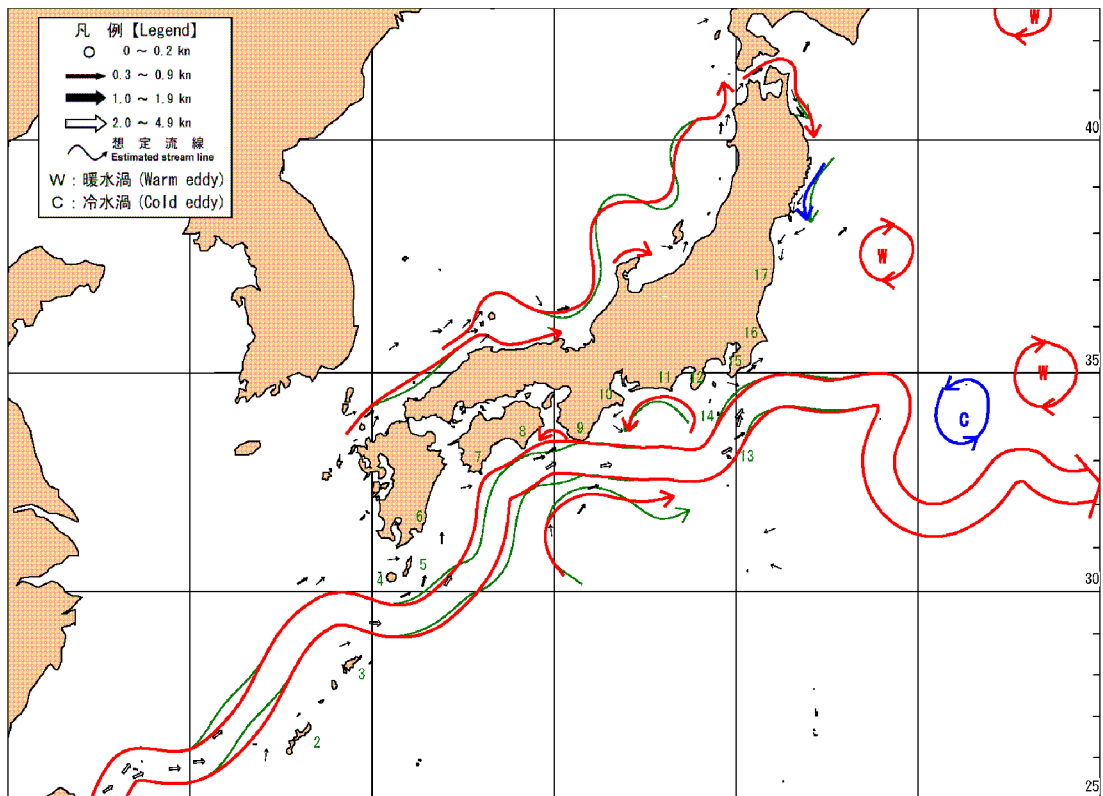 凡 例【Legend】
0 ~ 0.2 kn
0.3 ~ 0.9 kn
1.0 ~ 1.9 kn
2.0 ~ 4.9 kn
想 定 流 線
Estimated stream line
W : 暖水渦 (Warm eddy)
C : 冷水渦 (Cold eddy)
W
40
W
17
16
35
15
W
12
11
10
14
C
9
8
13
7
6
5
4
30
3
2
25